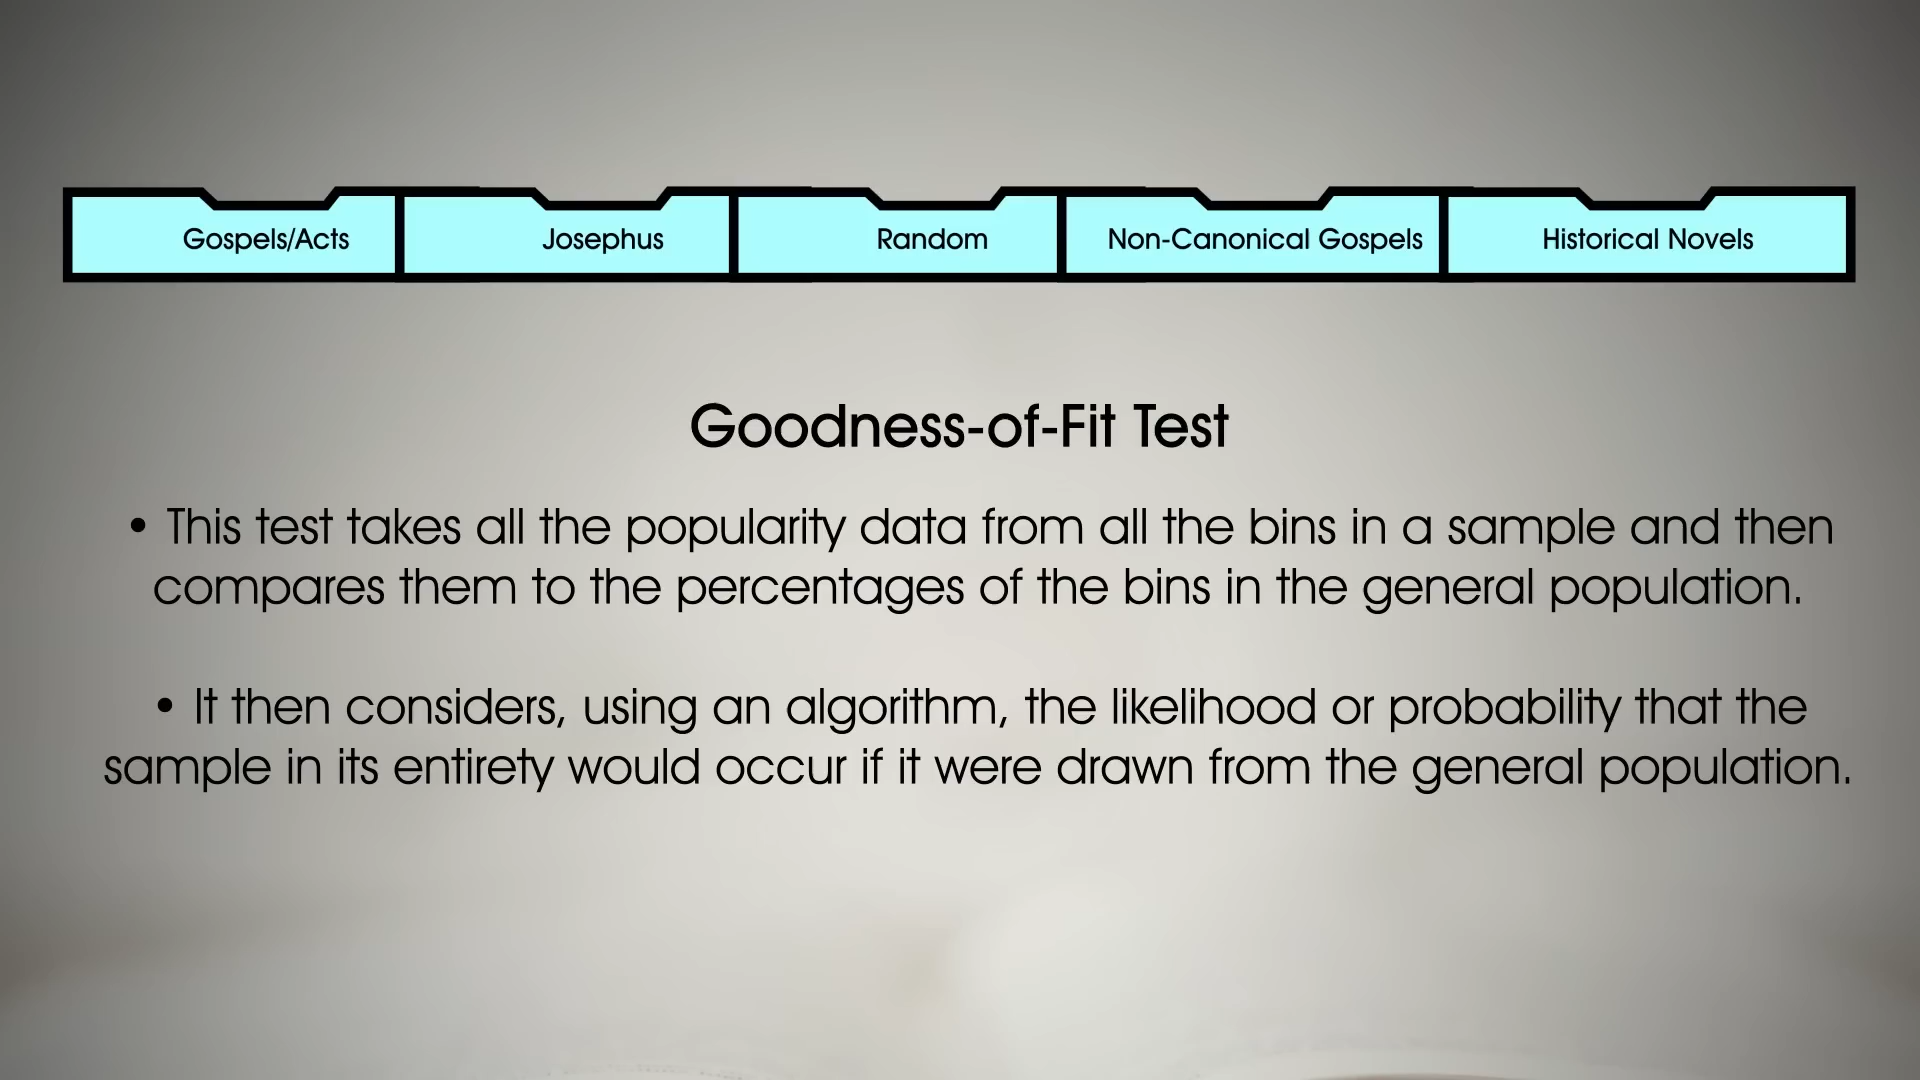 Gospels/Acts
Josephus
Random
Non-Canonical Gospels
Historical Novels
Goodness-of-Fit Test
• This test takes all the popularity data from all the bins in a sample and then
compares them to the percentages of the bins in the general population.
• It then considers, using an algorithm, the likelihood or probability that the
sample in its entirety would occur if it were drawn from the general population.